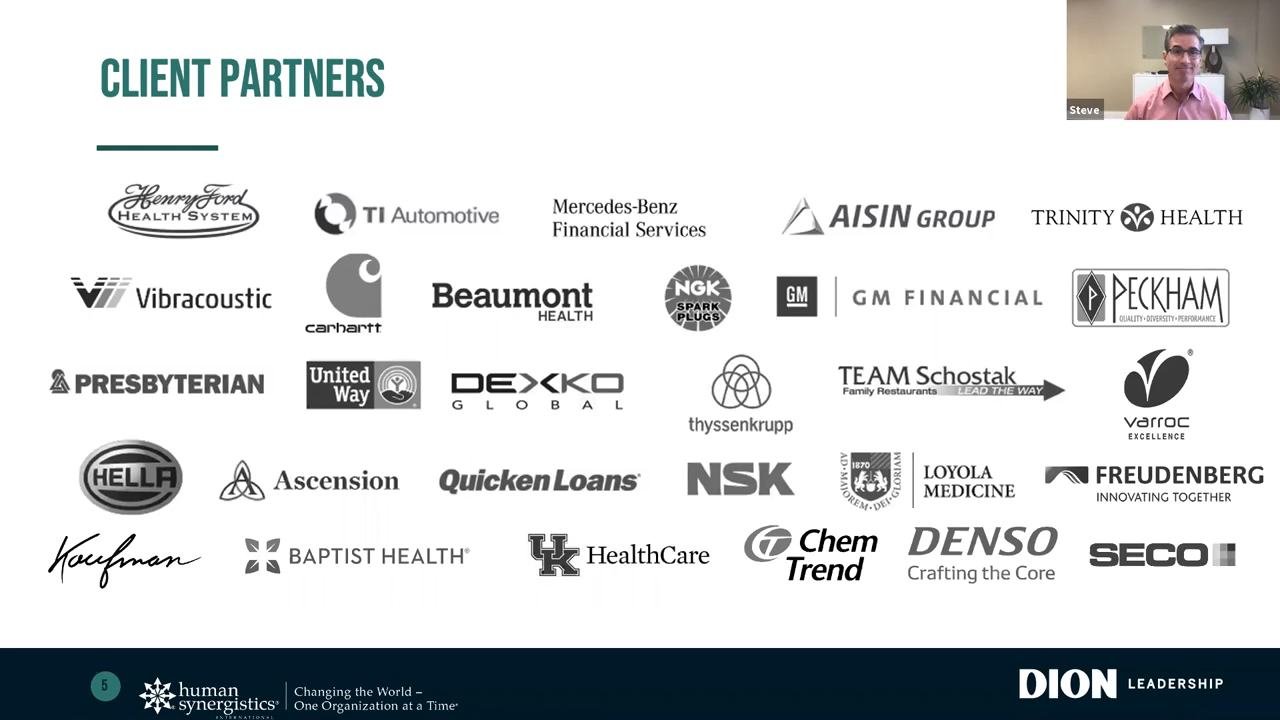 CLIENT PARTNERS
Steve
Henry Ford
HEALTH SYSTEM
TI Automotive
Mercedes-Benz
Financial Services
AISIN GROUP
TRINITY HEALTH
Vibracoustic
carhartt
Beaumont
HEALTH
NGK
SPARK
PLUGS
GM
GM FINANCIAL
P
PECKHAM
QUALITY • DIVERSITY • PERFORMANCE
PRESBYTERIAN
United
Way
DEXKO
GLOBAL
thyssenkrupp
TEAM Schostak
Family Restaurants LEAD THE WAY
varroc
EXCELLENCE
HELLA
Ascension
Quicken Loans
NSK
AD•MAJOREM•DEI•GLORIAM
1870
LOYOLA
MEDICINE
FREUDENBERG
INNOVATING TOGETHER
Kaufman
BAPTIST HEALTH®
UK HealthCare
Chem
Trend
DENSO
Crafting the Core
SECO
5
human
synergistics®
INTERNATIONAL
Changing the World –
One Organization at a Time®
DION LEADERSHIP